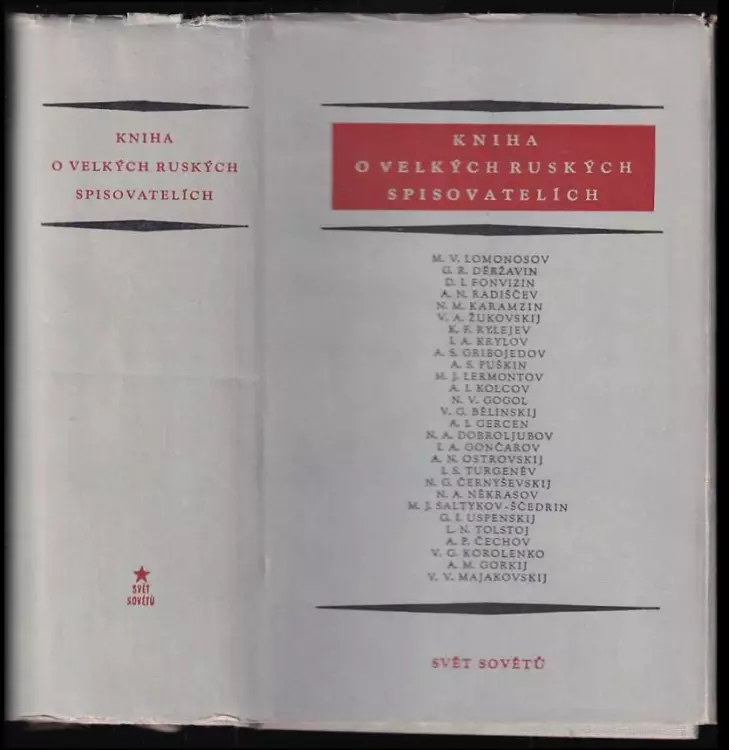 KNIHA
O VELKÝCH RUSKÝCH
SPISOVATELÍCH
SVĚT
SOVĚTŮ
KNIHA
O VELKÝCH RUSKÝCH
SPISOVATELÍCH
M. V. LOMONOSOV
G. R. DĚRŽAVIN
D. I. FONVIZIN
A. N. RADIŠČEV
N. M. KARAMZIN
V. A. ŽUKOVSKIJ
K. F. RYLEJEV
I. A. KRYLOV
A. S. GRIBOJEDOV
A. S. PUŠKIN
M. J. LERMONTOV
A. I. KOLCOV
N. V. GOGOL
V. G. BĚLINSKIJ
A. I. GERCEN
N. A. DOBROLJUBOV
I. A. GONČAROV
A. N. OSTROVSKIJ
I. S. TURGENĚV
N. G. ČERNYŠEVSKIJ
N. A. NĚKRASOV
M. J. SALTYKOV-ŠČEDRIN
G. I. USPENSKIJ
L. N. TOLSTOJ
A. P. ČECHOV
V. G. KOROLENKO
A. M. GORKIJ
V. V. MAJAKOVSKIJ
SVĚT SOVĚTŮ